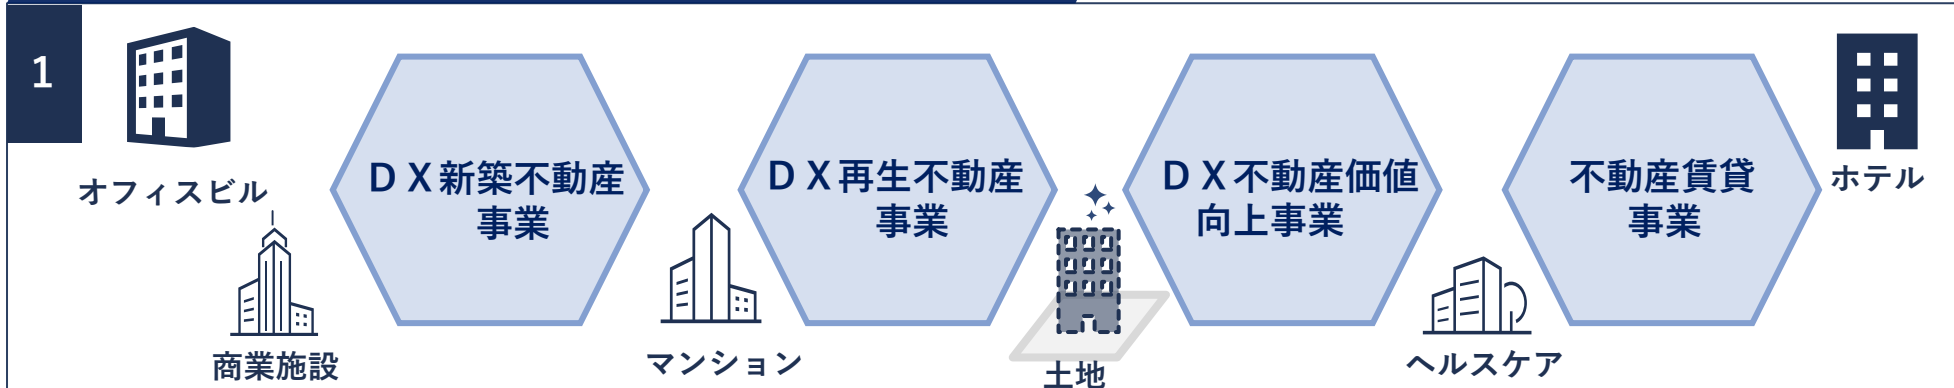 1
オフィスビル
商業施設
ＤＸ新築不動産
事業
マンション
ＤＸ再生不動産
事業
土地
ＤＸ不動産価値
向上事業
ヘルスケア
不動産賃貸
事業
ホテル